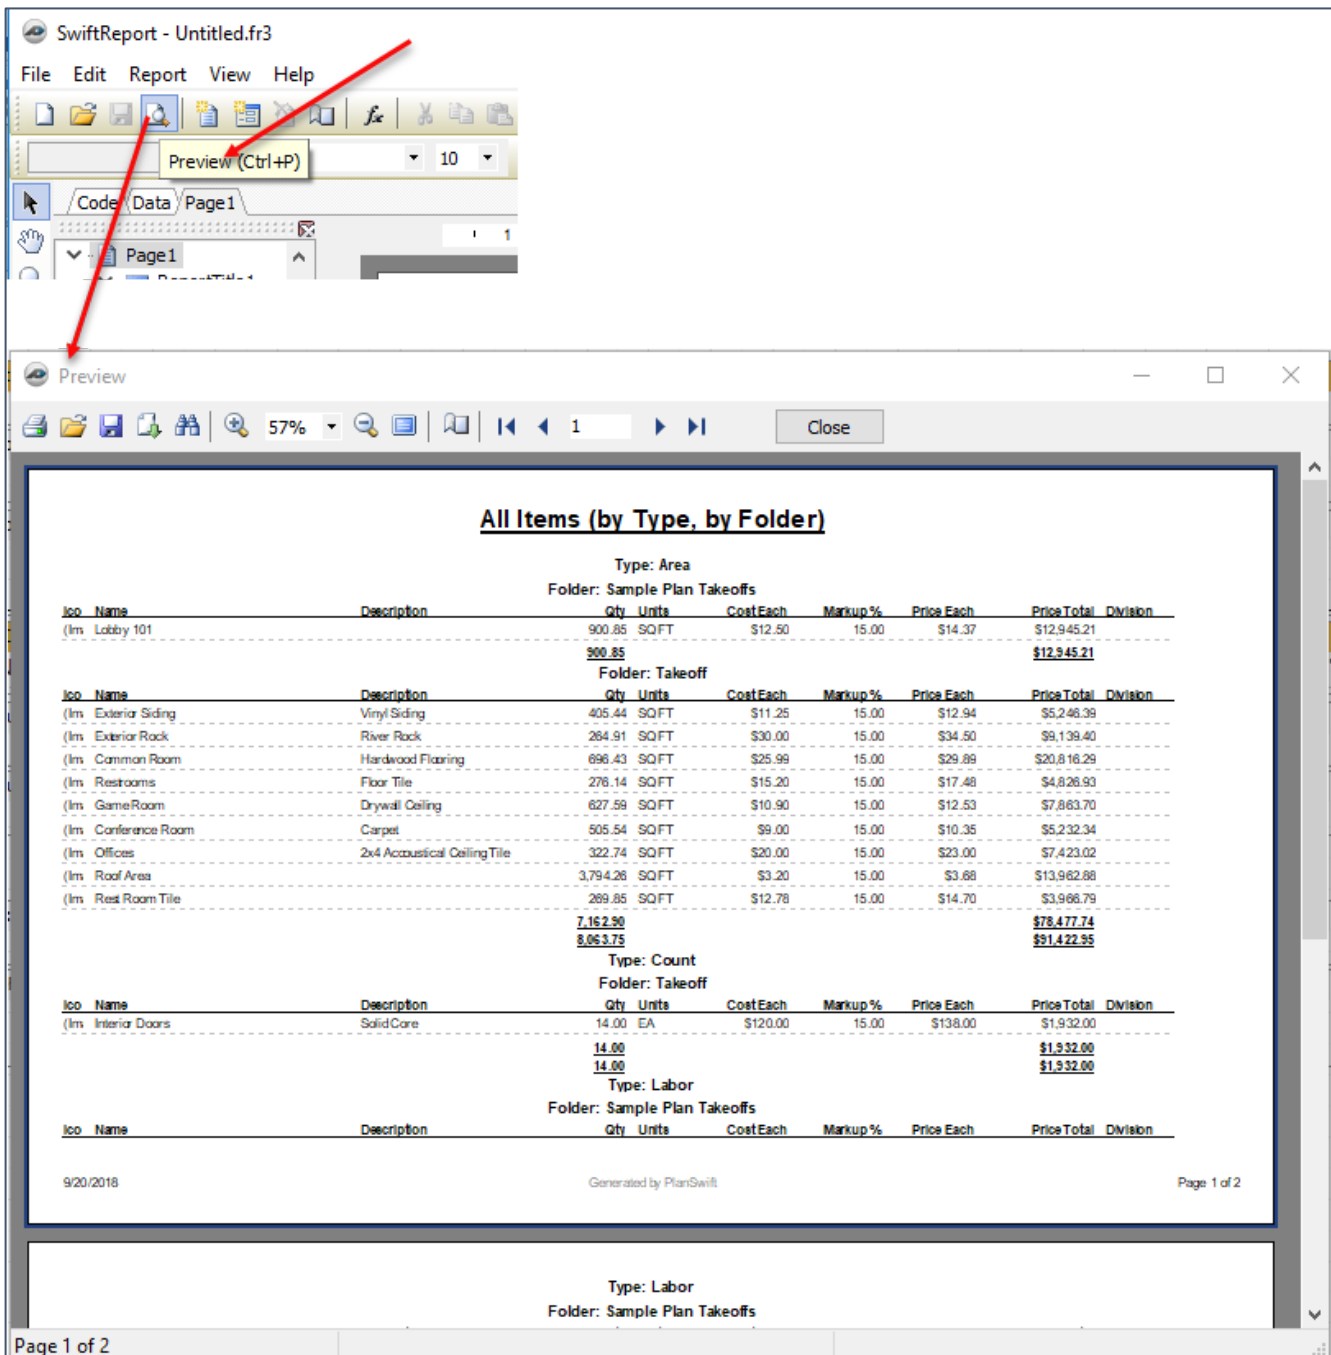 SwiftReport - Untitled.fr3
File Edit Report View Help
Preview (Ctrl+P) 10
Code Data Page1
1
Page1
ReportTitle1
Preview
57% 1 Close
All Items (by Type, by Folder)
Type: Area
Folder: Sample Plan Takeoffs
Ico Name Description Qty Units Cost Each Markup % Price Each Price Total Division
(Im Lobby 101 900.85 SQFT $12.50 15.00 $14.37 $12,945.21
900.85 $12,945.21
Folder: Takeoff
Ico Name Description Qty Units Cost Each Markup % Price Each Price Total Division
(Im Exterior Siding Vinyl Siding 405.44 SQFT $11.25 15.00 $12.94 $5,246.39
(Im Exterior Rock River Rock 264.91 SQFT $30.00 15.00 $34.50 $9,139.40
(Im Common Room Hardwood Flooring 696.43 SQFT $25.99 15.00 $29.89 $20,816.29
(Im Restrooms Floor Tile 276.14 SQFT $15.20 15.00 $17.48 $4,826.93
(Im Game Room Drywall Ceiling 627.59 SQFT $10.90 15.00 $12.53 $7,863.70
(Im Conference Room Carpet 505.54 SQFT $9.00 15.00 $10.35 $5,232.34
(Im Offices 2x4 Accoustical Ceiling Tile 322.74 SQFT $20.00 15.00 $23.00 $7,423.02
(Im Roof Area 3,794.26 SQFT $3.20 15.00 $3.68 $13,962.88
(Im Rest Room Tile 269.85 SQFT $12.78 15.00 $14.70 $3,966.79
7,162.90 $78,477.74
8,063.75 $91,422.95
Type: Count
Folder: Takeoff
Ico Name Description Qty Units Cost Each Markup % Price Each Price Total Division
(Im Interior Doors Solid Core 14.00 EA $120.00 15.00 $138.00 $1,932.00
14.00 $1,932.00
14.00 $1,932.00
Type: Labor
Folder: Sample Plan Takeoffs
Ico Name Description Qty Units Cost Each Markup % Price Each Price Total Division
9/20/2018 Generated by PlanSwift Page 1 of 2
Type: Labor
Folder: Sample Plan Takeoffs
Page 1 of 2